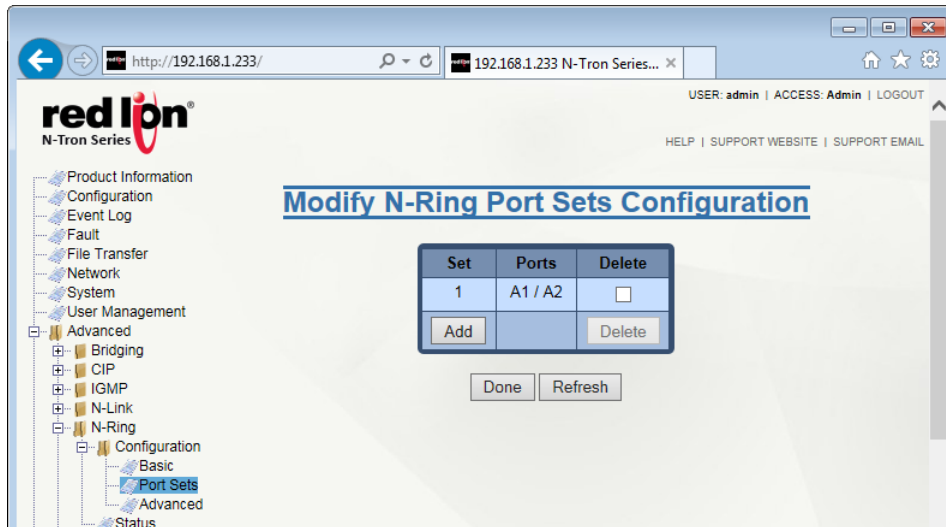 http://192.168.1.233/
192.168.1.233 N-Tron Series...
USER: admin | ACCESS: Admin | LOGOUT
red lion®
N-Tron Series
HELP | SUPPORT WEBSITE | SUPPORT EMAIL
Product Information
Configuration
Event Log
Fault
File Transfer
Network
System
User Management
Advanced
Bridging
CIP
IGMP
N-Link
N-Ring
Configuration
Basic
Port Sets
Advanced
Status
Modify N-Ring Port Sets Configuration
Set Ports Delete
1 A1 / A2
Add Delete
Done Refresh